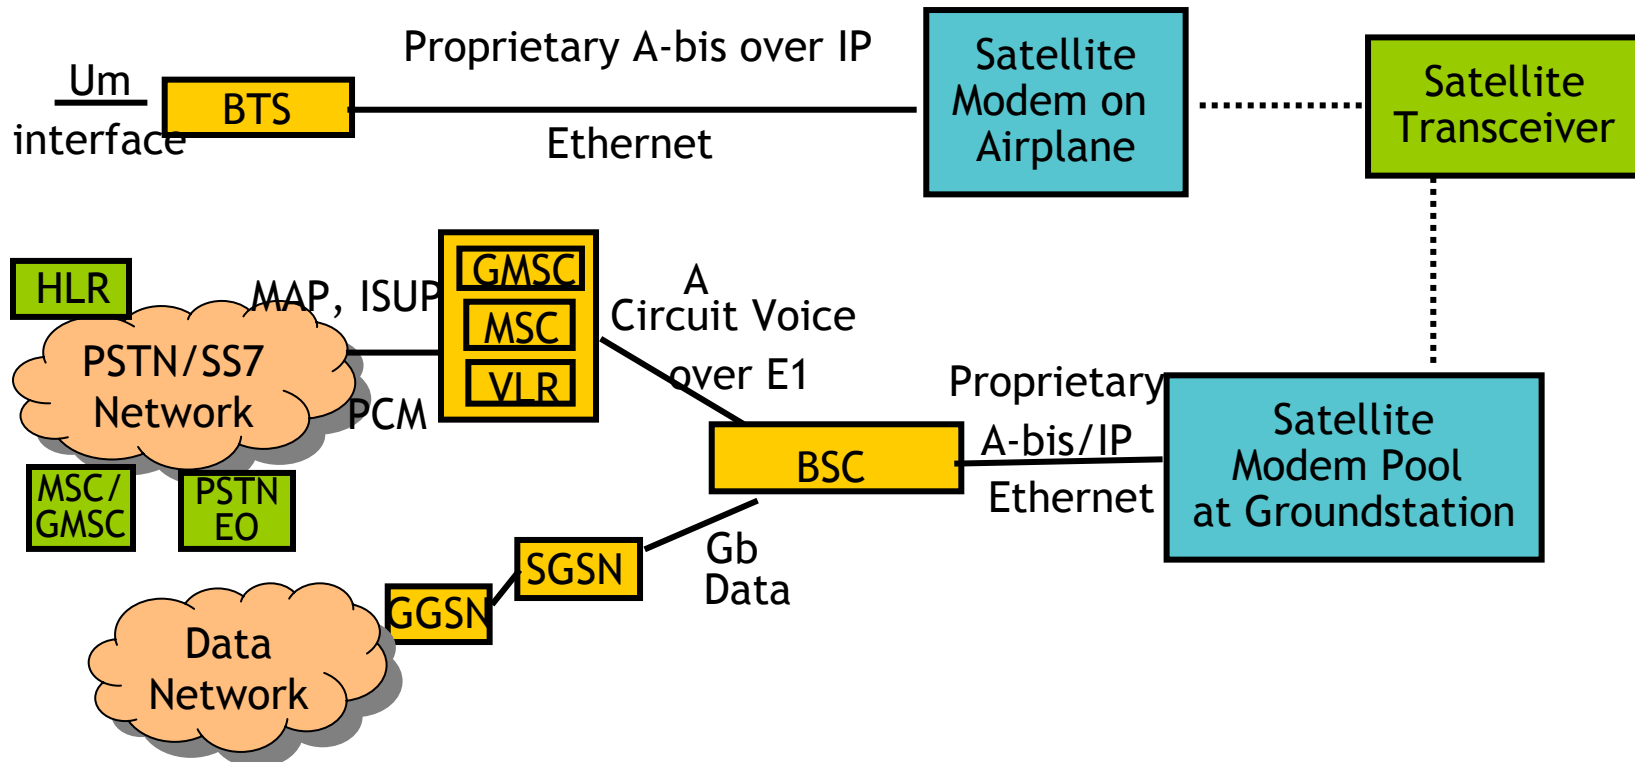 Proprietary A-bis over IP
Um
interface
BTS
Ethernet
Satellite
Modem on
Airplane
Satellite
Transceiver
HLR
MAP, ISUP
GMSC
MSC
VLR
A
Circuit Voice
over E1
PSTN/SS7
Network
PCM
Proprietary
A-bis/IP
Ethernet
BSC
Satellite
Modem Pool
at Groundstation
MSC/
GMSC
PSTN
EO
SGSN
Gb
Data
GGSN
Data
Network